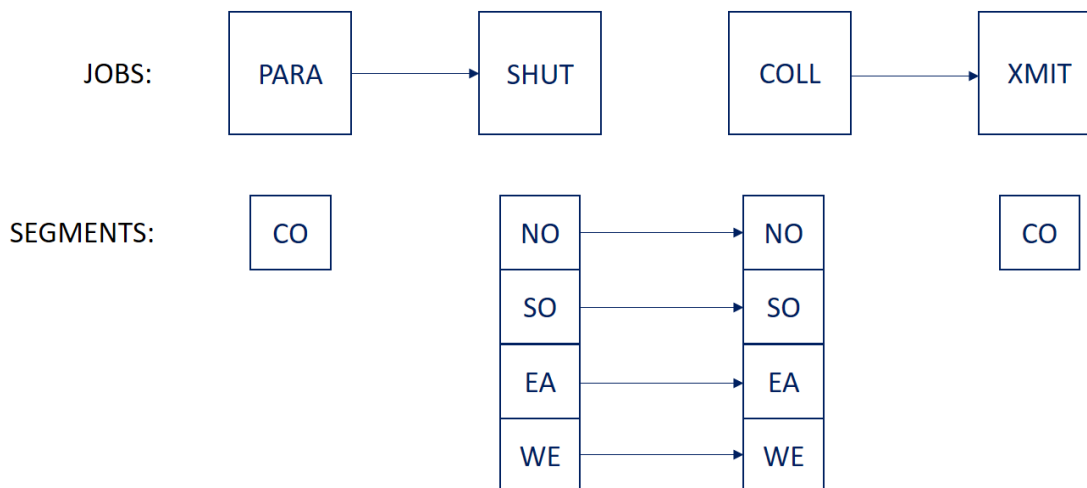 JOBS: PARA SHUT COLL XMIT
SEGMENTS: CO NO NO CO
SO SO
EA EA
WE WE